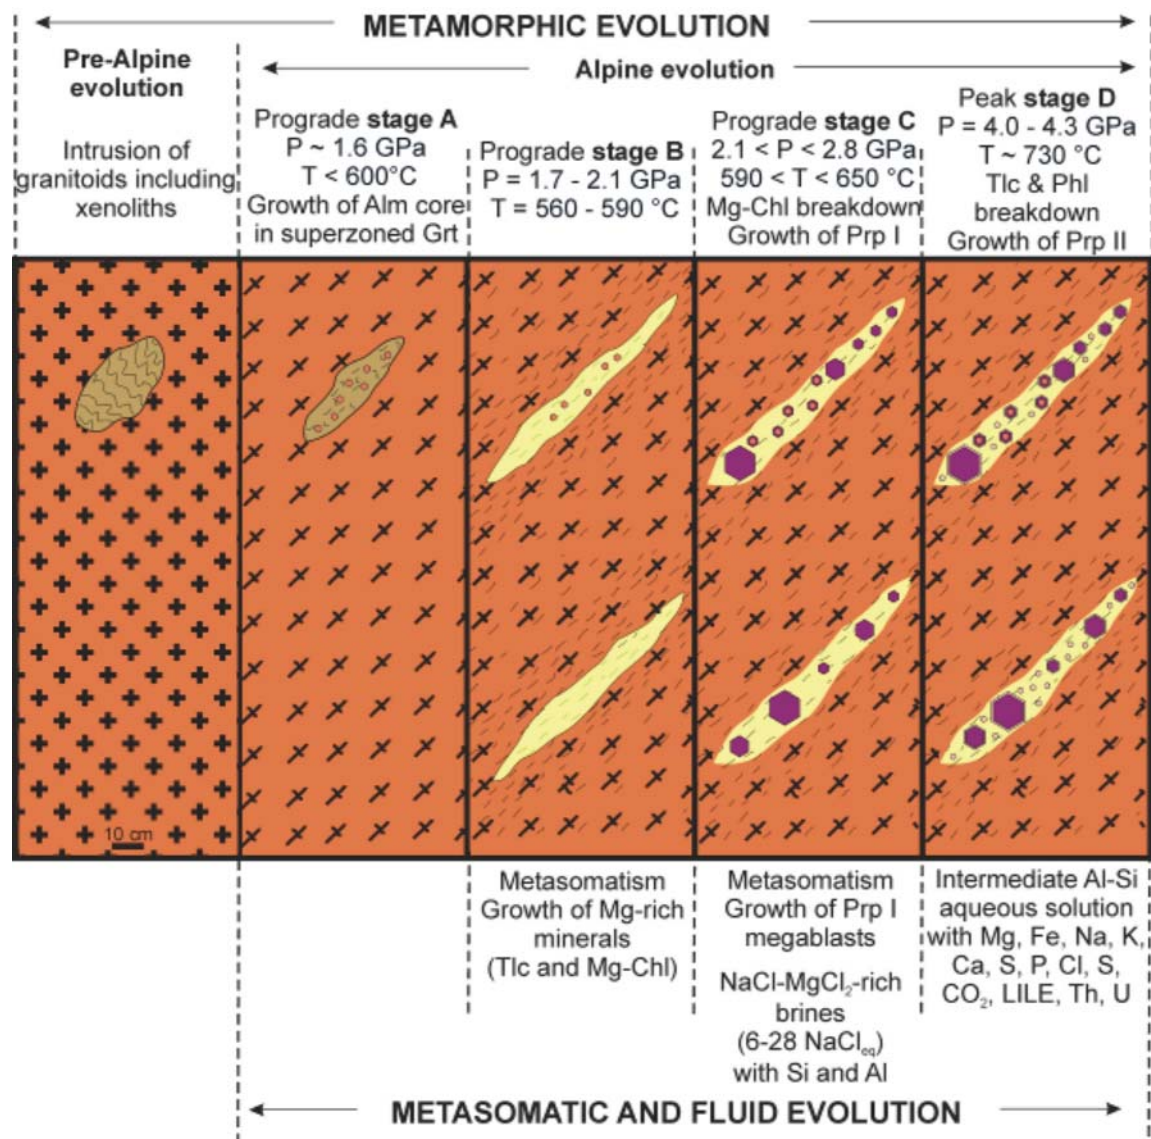 METAMORPHIC EVOLUTION
Pre-Alpine
evolution
Intrusion of
granitoids including
xenoliths
Alpine evolution
Prograde stage A
P ~ 1.6 GPa
T < 600°C
Growth of Alm core
in superzoned Grt
Prograde stage B
P = 1.7 - 2.1 GPa
T = 560 - 590 °C
Prograde stage C
2.1 < P < 2.8 GPa
590 < T < 650 °C
Mg-Chl breakdown
Growth of Prp I
Peak stage D
P = 4.0 - 4.3 GPa
T ~ 730 °C
Tlc & Phl
breakdown
Growth of Prp II
10 cm
Metasomatism
Growth of Mg-rich
minerals
(Tlc and Mg-Chl)
Metasomatism
Growth of Prp I
megablasts
NaCl-MgCl₂-rich
brines
(6-28 NaCl eq)
with Si and Al
Intermediate Al-Si
aqueous solution
with Mg, Fe, Na, K,
Ca, S, P, Cl, S,
CO₂, LILE, Th, U
METASOMATIC AND FLUID EVOLUTION